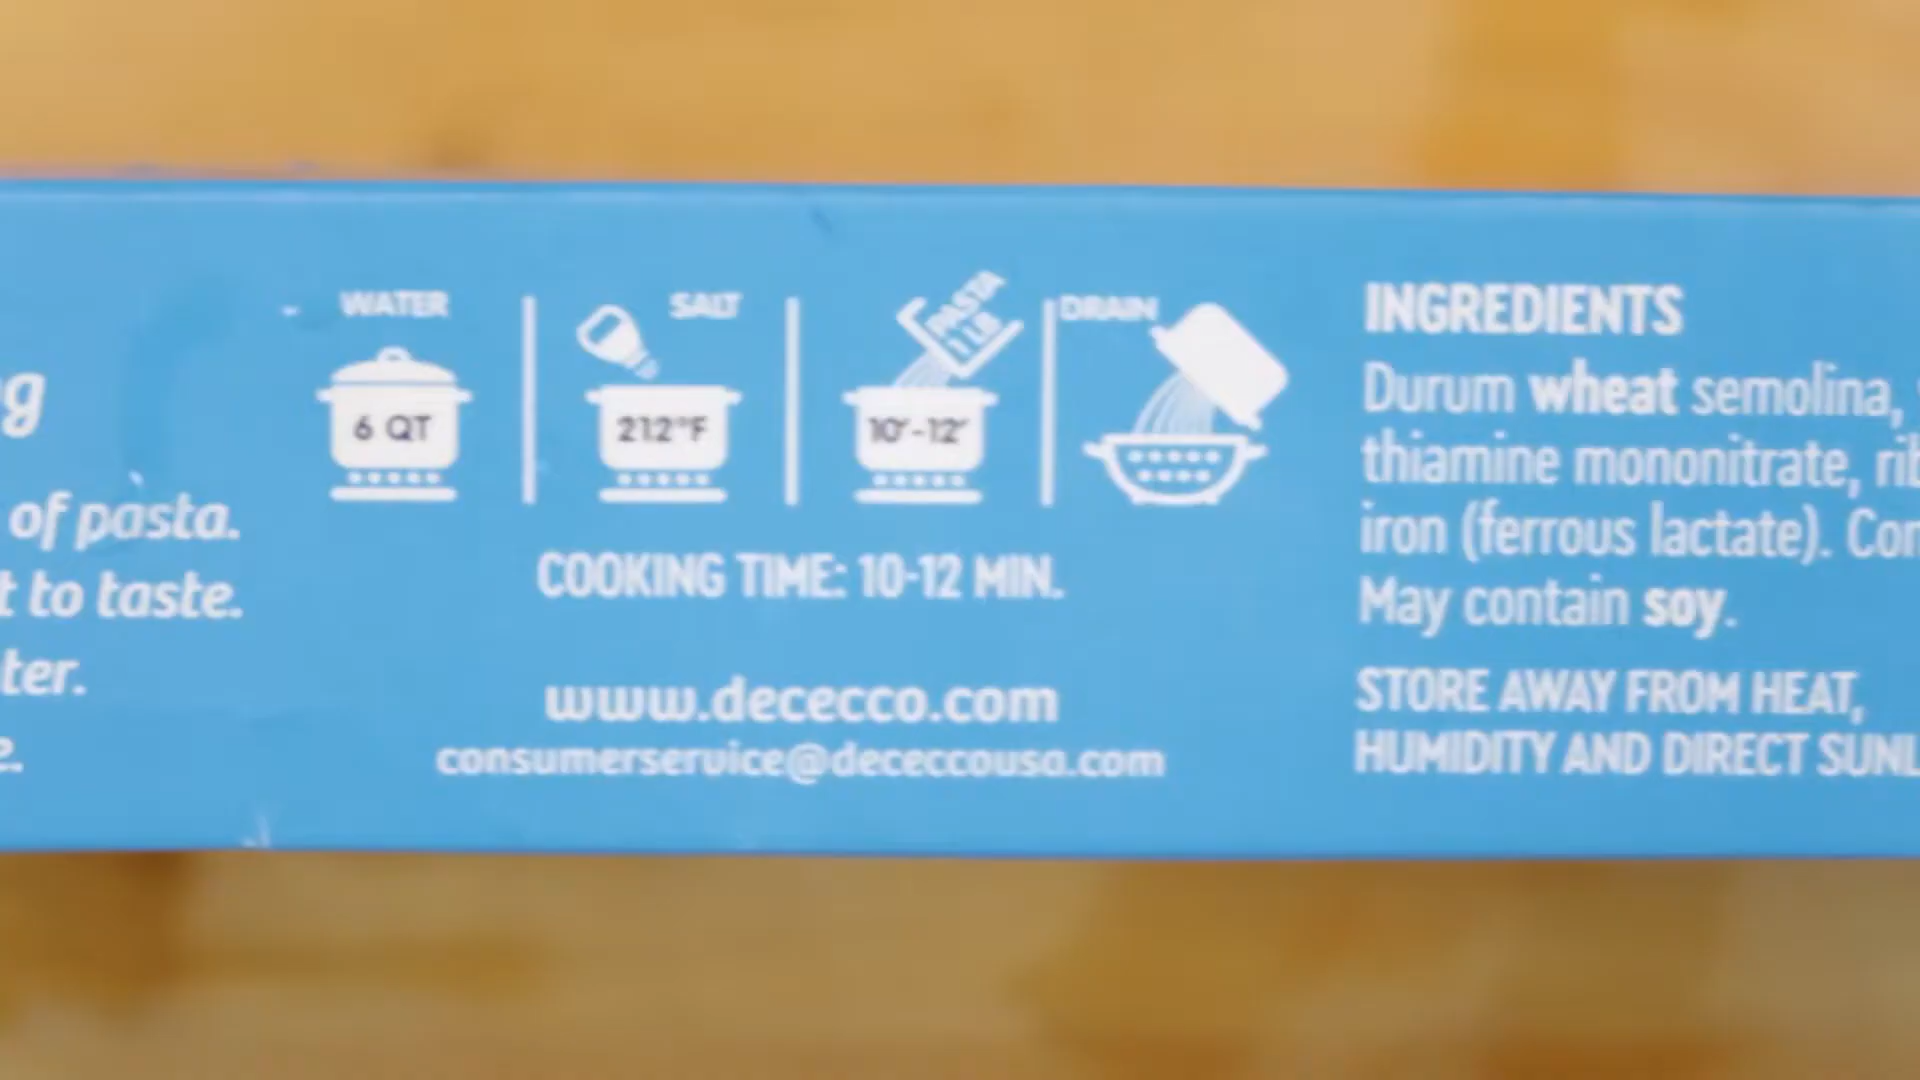 g
of pasta.
t to taste.
ter.
e.
WATER
6 QT
SALT
212°F
PASTA
1 LB
10'-12'
DRAIN
COOKING TIME: 10-12 MIN.
www.dececco.com
consumerservice@dececcousa.com
INGREDIENTS
Durum wheat semolina,
thiamine mononitrate, rib
iron (ferrous lactate). Con
May contain soy.
STORE AWAY FROM HEAT,
HUMIDITY AND DIRECT SUNL